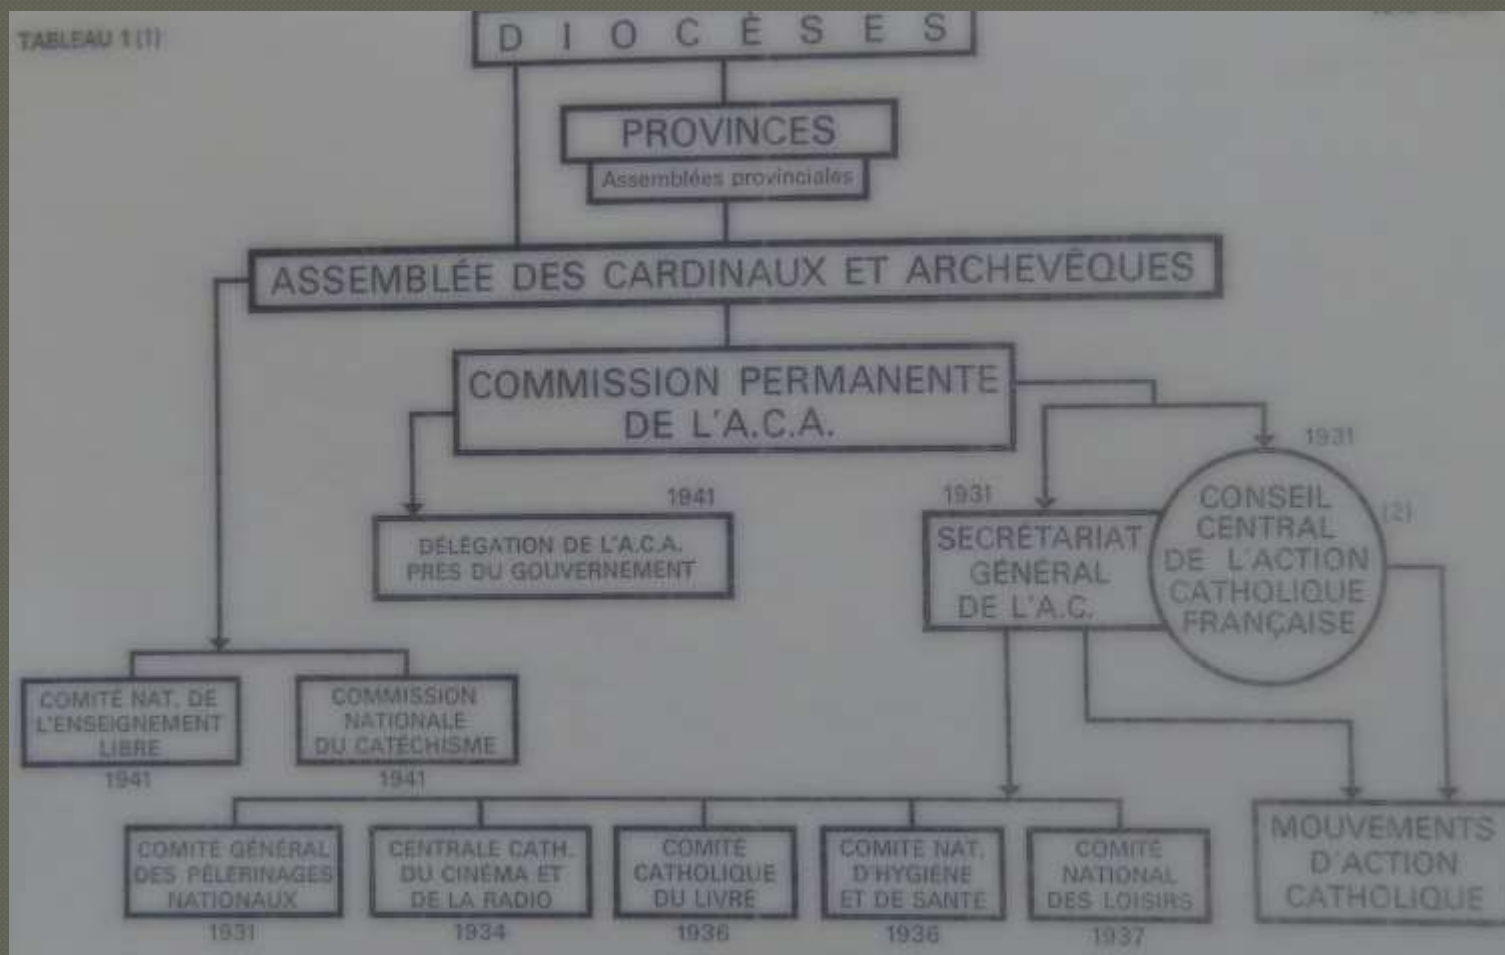 TABLEAU 1 (1)
DIOCÈSES
PROVINCES
Assemblées provinciales
ASSEMBLÉE DES CARDINAUX ET ARCHEVÊQUES
COMMISSION PERMANENTE
DE L'A.C.A.
1941
DÉLÉGATION DE L'A.C.A.
PRÈS DU GOUVERNEMENT
1931
SECRÉTARIAT
GÉNÉRAL
DE L'A.C.
1931
CONSEIL
CENTRAL
DE L'ACTION
CATHOLIQUE
FRANÇAISE
(2)
COMITÉ NAT. DE
L'ENSEIGNEMENT
LIBRE
1941
COMMISSION
NATIONALE
DU CATÉCHISME
1941
COMITÉ GÉNÉRAL
DES PÈLERINAGES
NATIONAUX
1931
CENTRALE CATH.
DU CINÉMA ET
DE LA RADIO
1934
COMITÉ
CATHOLIQUE
DU LIVRE
1936
COMITÉ NAT.
D'HYGIÈNE
ET DE SANTÉ
1936
COMITÉ
NATIONAL
DES LOISIRS
1937
MOUVEMENTS
D'ACTION
CATHOLIQUE